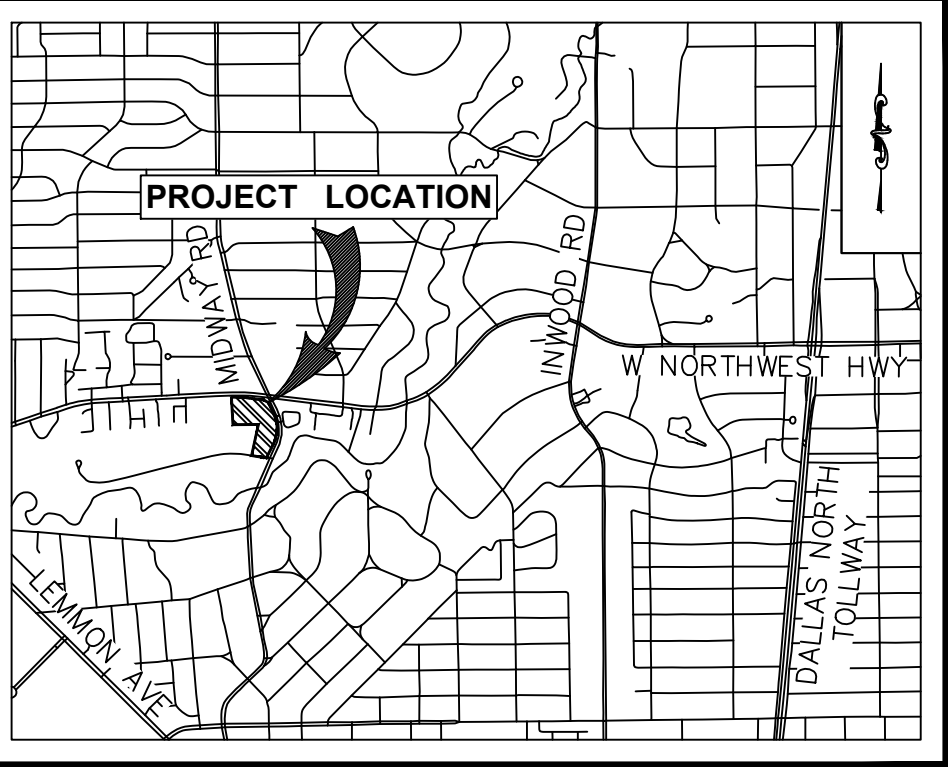 PROJECT LOCATION
MIDWAY RD
INWOOD RD
W NORTHWEST HWY
LEMMON AVE
DALLAS NORTH
TOLLWAY